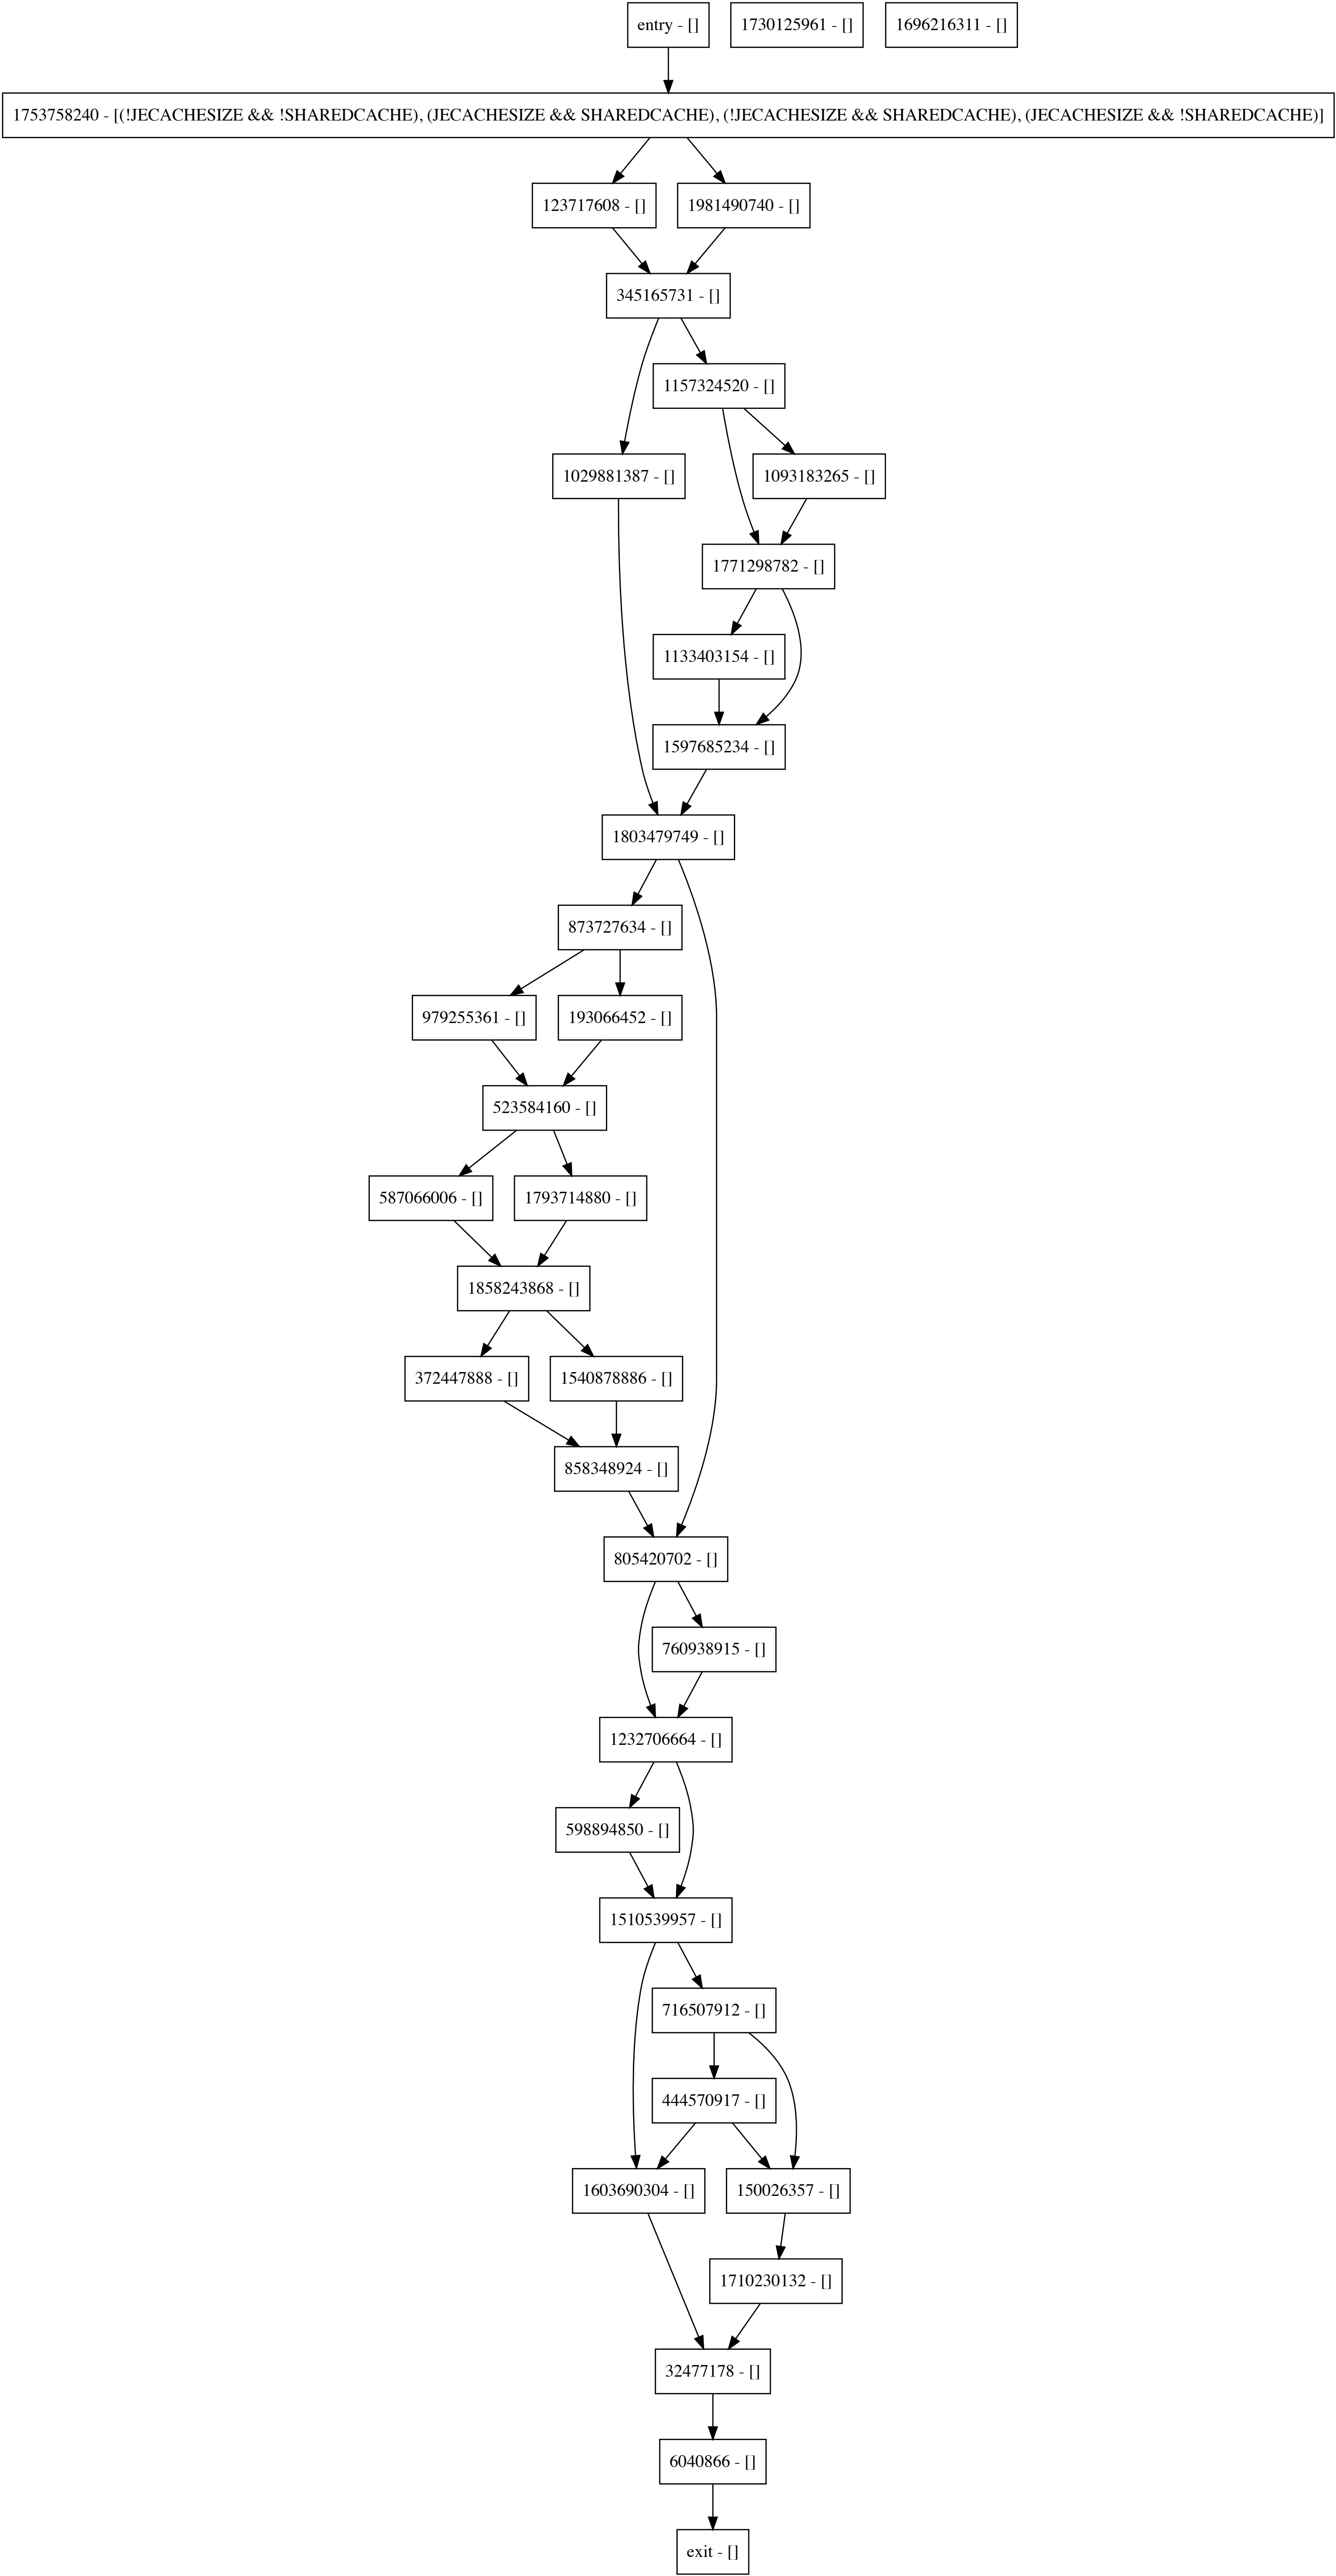 entry - []
1730125961 - []
1696216311 - []
1753758240 - [(!JECACHESIZE && !SHAREDCACHE), (JECACHESIZE && SHAREDCACHE), (!JECACHESIZE && SHAREDCACHE), (JECACHESIZE && !SHAREDCACHE)]
123717608 - []
1981490740 - []
345165731 - []
1157324520 - []
1029881387 - []
1093183265 - []
1771298782 - []
1133403154 - []
1597685234 - []
1803479749 - []
873727634 - []
979255361 - []
193066452 - []
523584160 - []
587066006 - []
1793714880 - []
1858243868 - []
372447888 - []
1540878886 - []
858348924 - []
805420702 - []
760938915 - []
1232706664 - []
598894850 - []
1510539957 - []
716507912 - []
444570917 - []
1603690304 - []
150026357 - []
1710230132 - []
32477178 - []
6040866 - []
exit - []